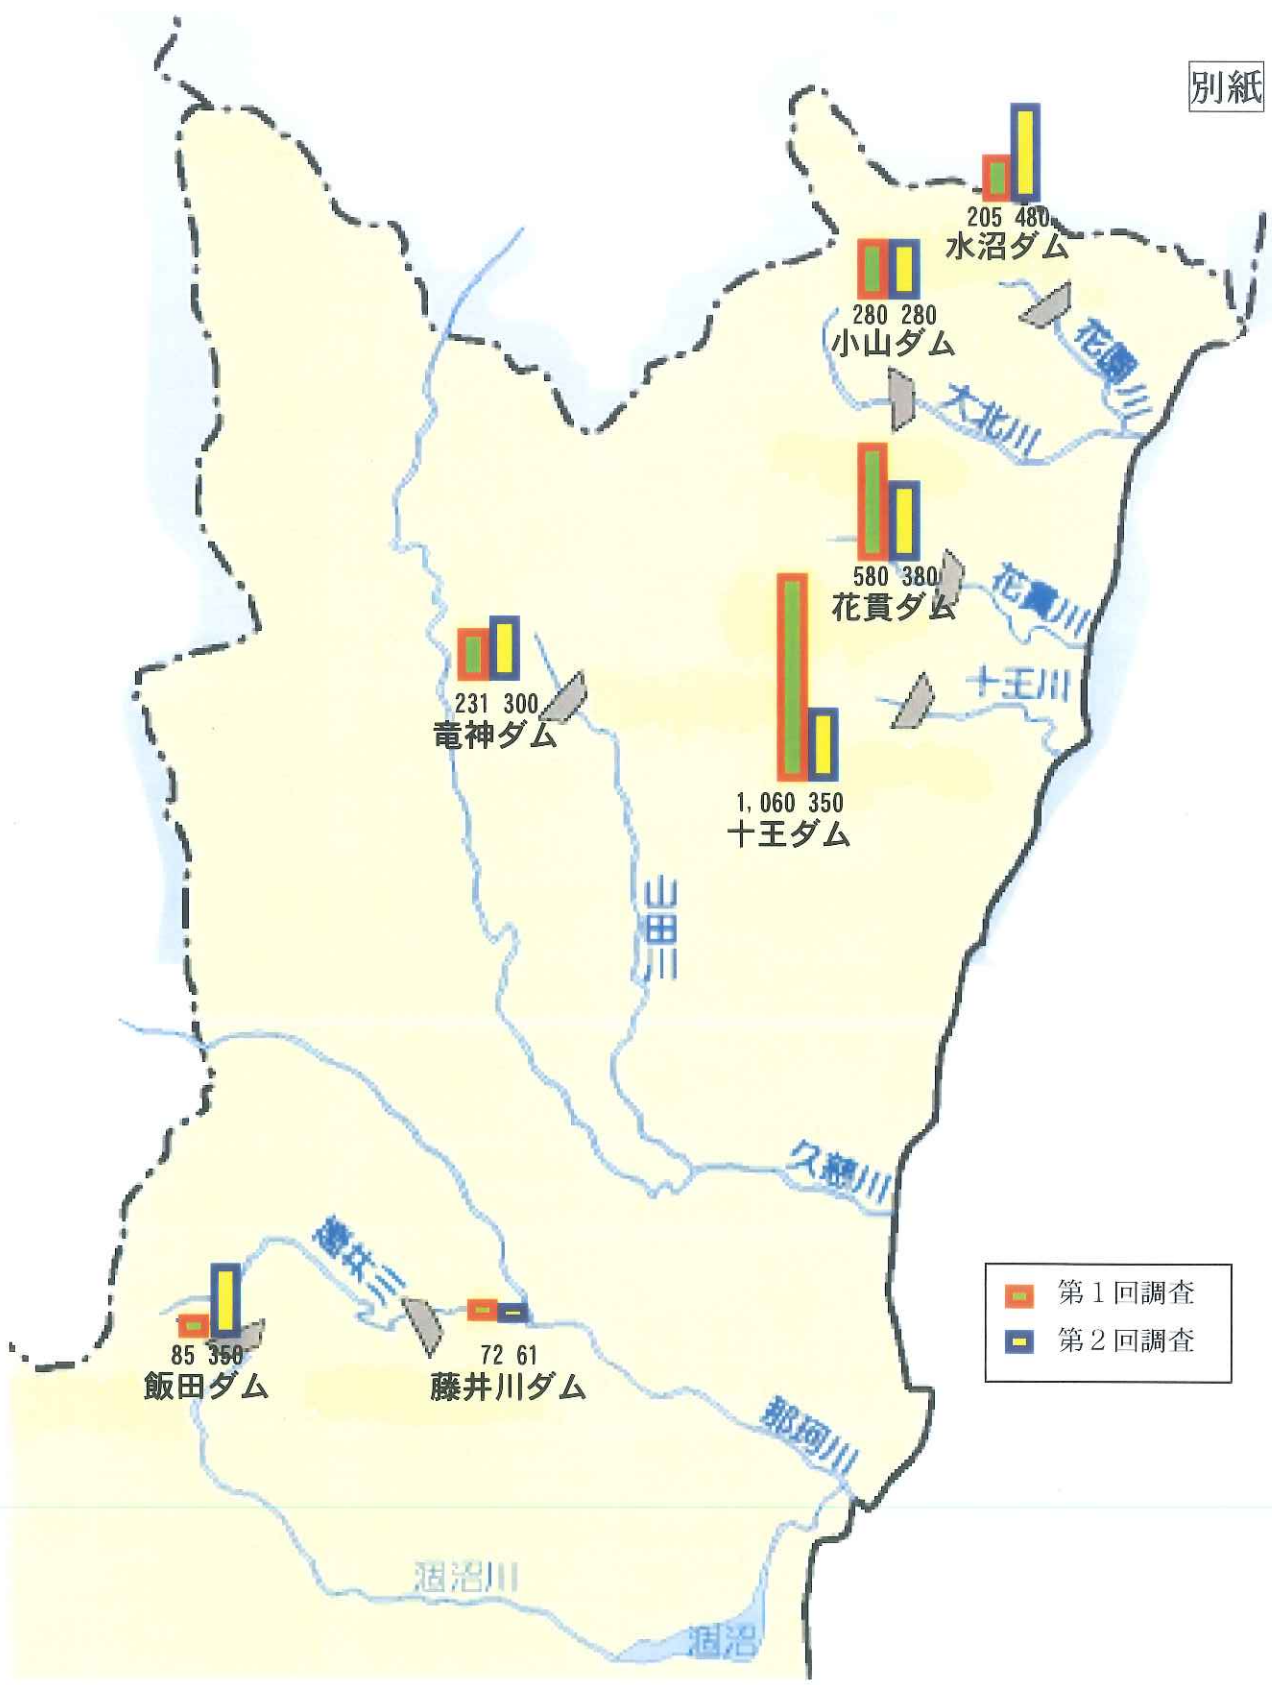 別紙
205 480
水沼ダム
280 280
小山ダム
花園川
大北川
580 380
花貫ダム
花貫川
231 300
竜神ダム
十王川
1,060 350
十王ダム
山田川
久慈川
藤井川
85 350
飯田ダム
72 61
藤井川ダム
第1回調査
第2回調査
那珂川
涸沼川
涸沼